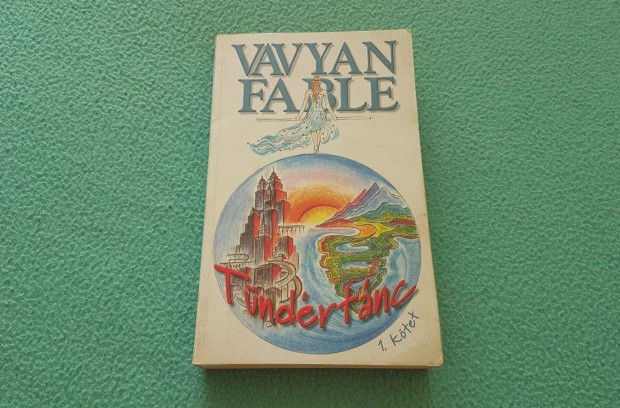 VAVYAN
FABLE
Tündértánc
1. kötet